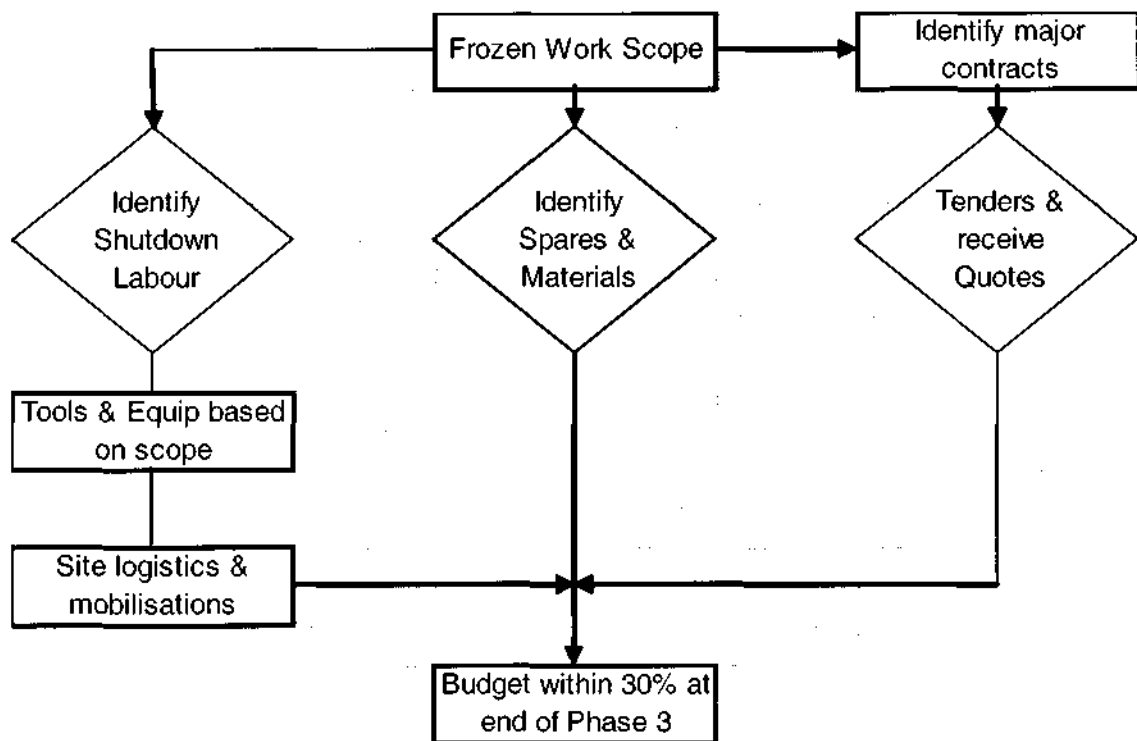 Frozen Work Scope
Identify major
contracts
Identify
Shutdown
Labour
Identify
Spares &
Materials
Tenders &
receive
Quotes
Tools & Equip based
on scope
Site logistics &
mobilisations
Budget within 30% at
end of Phase 3